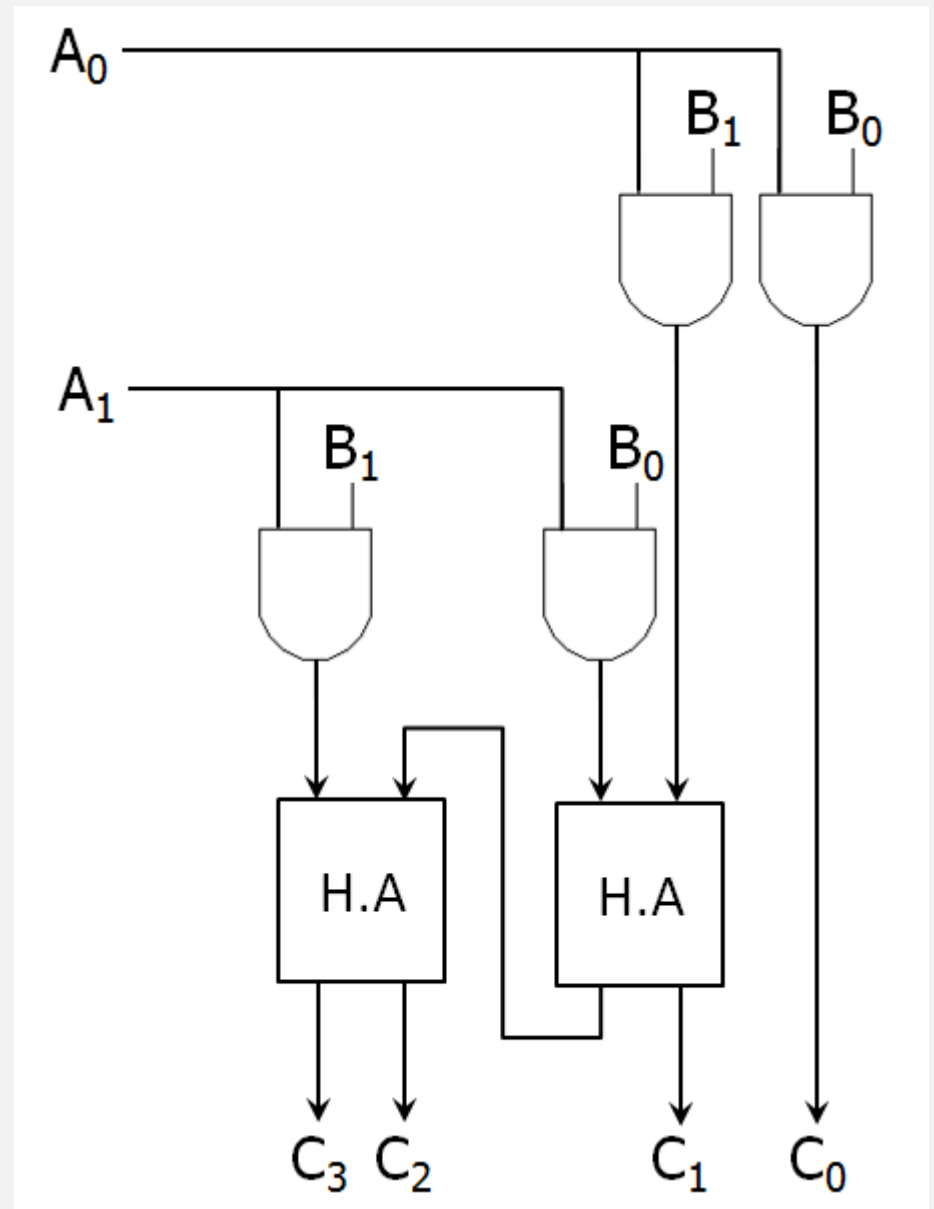 A₀
B₁ B₀
A₁
B₁ B₀
H.A H.A
C₃ C₂ C₁ C₀